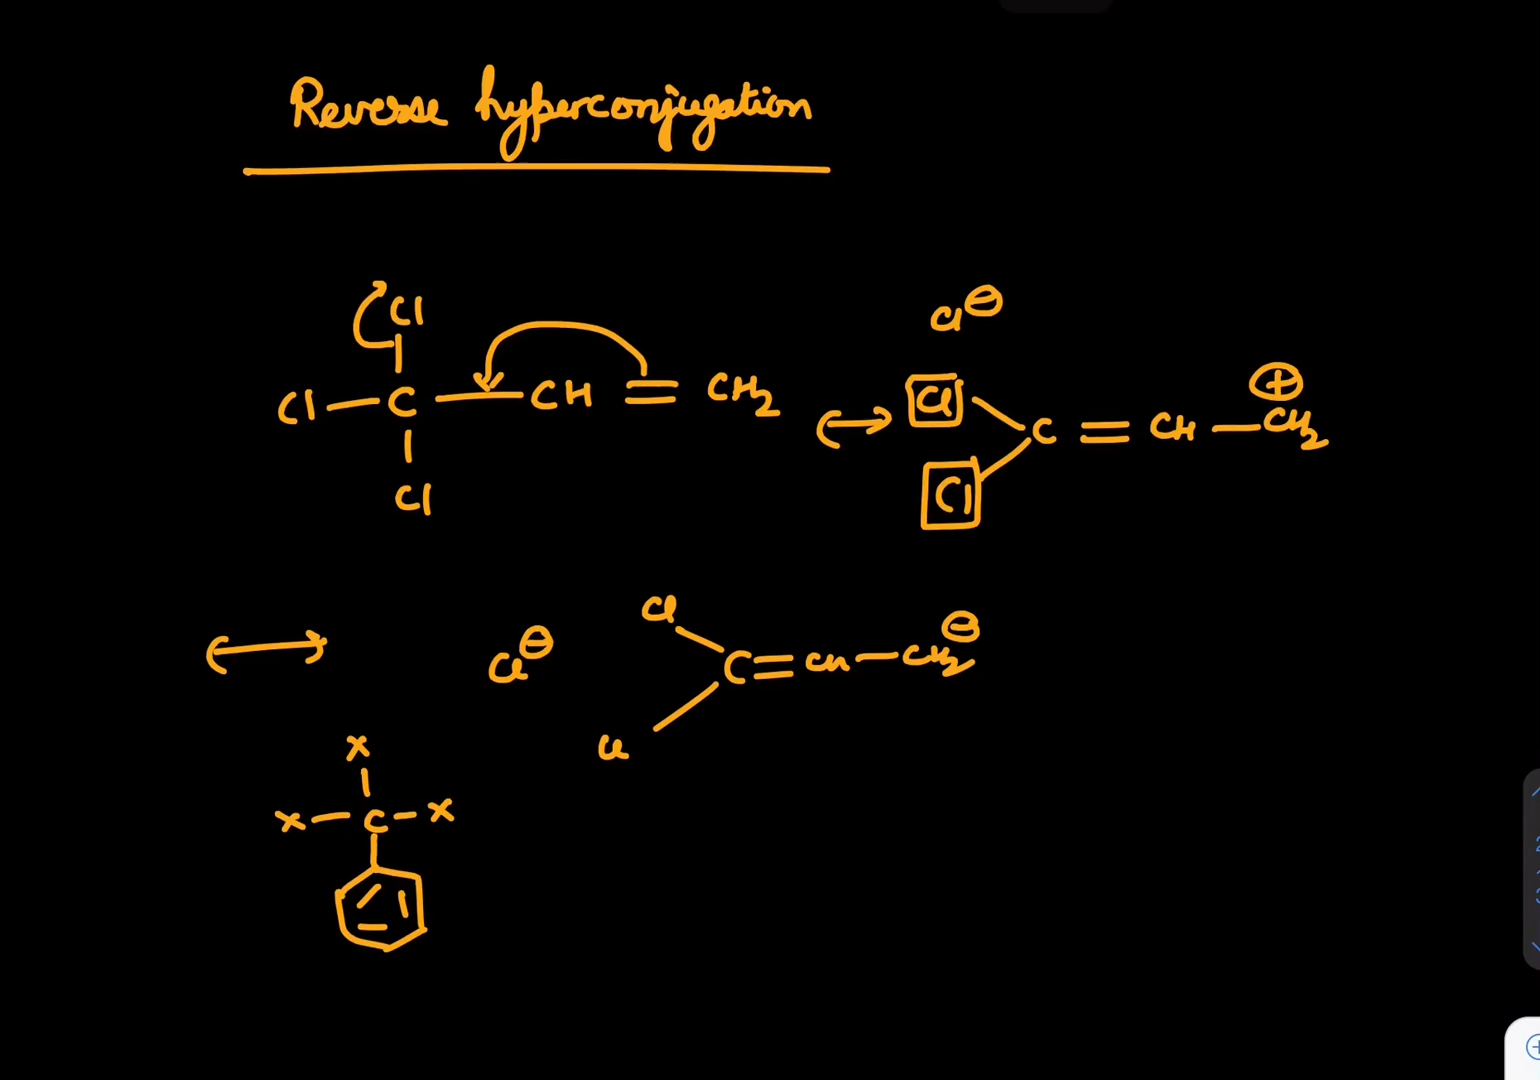 Reverse hyperconjugation
Cl
Cl — C — CH = CH2
Cl
↔
Cl⊖
Cl
Cl
C = CH — CH2
⊕
↔
Cl⊖
Cl
C = CH — CH2⊖
Cl
X
X — C — X